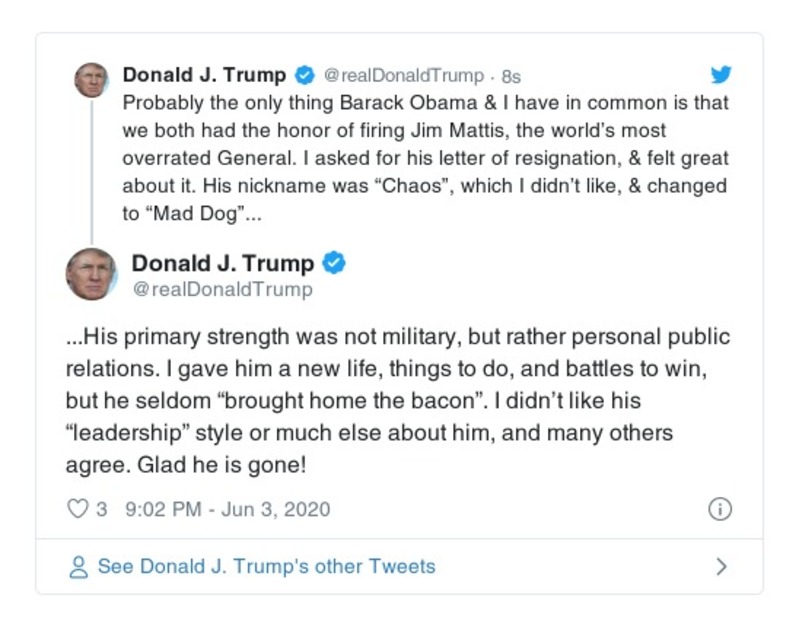 Donald J. Trump @realDonaldTrump · 8s
Probably the only thing Barack Obama & I have in common is that
we both had the honor of firing Jim Mattis, the world’s most
overrated General. I asked for his letter of resignation, & felt great
about it. His nickname was “Chaos”, which I didn’t like, & changed
to “Mad Dog”...
Donald J. Trump
@realDonaldTrump
...His primary strength was not military, but rather personal public
relations. I gave him a new life, things to do, and battles to win,
but he seldom “brought home the bacon”. I didn’t like his
“leadership” style or much else about him, and many others
agree. Glad he is gone!
3 9:02 PM - Jun 3, 2020
See Donald J. Trump's other Tweets